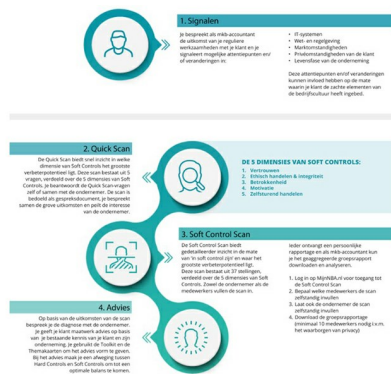 1. Signalen
Je bespreekt als mkb-accountant
de uitkomst van je reguliere
werkzaamheden met je klant en je
signaleert mogelijke attentiepunten en/
of veranderingen in:
• IT-systemen
• Wet- en regelgeving
• Marktomstandigheden
• Privéomstandigheden van de klant
• Levensfase van de onderneming
Deze attentiepunten en/of veranderingen
kunnen invloed hebben op de mate
waarin je klant de zachte elementen van
de bedrijfscultuur heeft ingebed.
2. Quick Scan
De Quick Scan biedt snel inzicht in welke
dimensie van Soft Controls het grootste
verbeterpotentieel ligt. Deze scan bestaat uit 5
vragen, verdeeld over de 5 dimensies van Soft
Controls. Je beantwoordt de Quick Scan-vragen
zelf of samen met de ondernemer. De scan is
bedoeld als gespreksdocument, je bespreekt
samen de grove uitkomsten en peilt de interesse
van de ondernemer.
DE 5 DIMENSIES VAN SOFT CONTROLS:
1. Vertrouwen
2. Ethisch handelen & integriteit
3. Betrokkenheid
4. Motivatie
5. Zelfsturend handelen
3. Soft Control Scan
De Soft Control Scan biedt
gedetailleerder inzicht in de mate
van 'in soft control zijn' en waar het
grootste verbeterpotentieel ligt.
Deze scan bestaat uit 37 stellingen,
verdeeld over de 5 dimensies van
Soft Controls. Zowel de ondernemer als de
medewerkers vullen de scan in.
Ieder ontvangt een persoonlijke
rapportage en als mkb-accountant kun
je het geaggregeerde groepsrapport
downloaden en analyseren.
1. Log in op MijnNBA.nl voor toegang tot
de Soft Control Scan
2. Bepaal welke medewerkers de scan
zelfstandig invullen
3. Laat ook de ondernemer de scan
zelfstandig invullen
4. Download de groepsrapportage
(minimaal 10 medewerkers nodig i.v.m.
het waarborgen van privacy)
4. Advies
Op basis van de uitkomsten van de scan
bespreek je de diagnose met de ondernemer.
Je geeft je klant maatwerk advies op basis
van je bestaande kennis van je klant en zijn
onderneming. Je gebruikt de Toolkit en de
Themakaarten om het advies vorm te geven.
Bij het advies maak je een afweging tussen
Hard Controls en Soft Controls om tot een
optimale balans te komen.